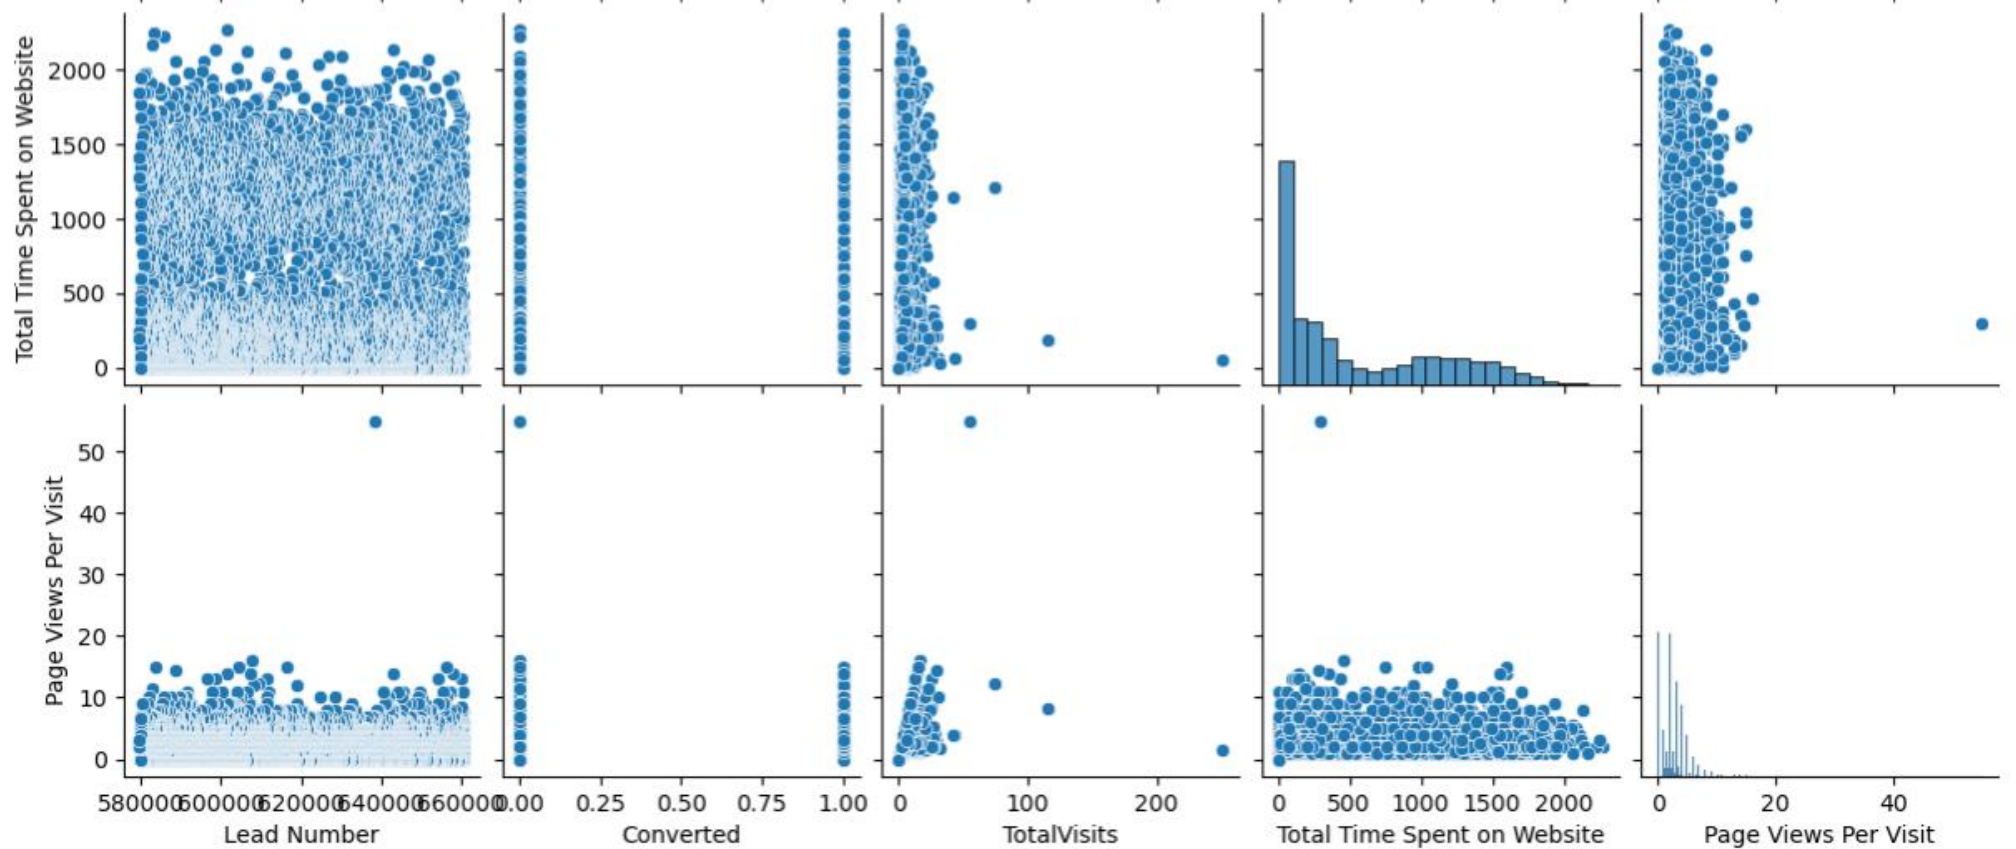 Total Time Spent on Website
2000
1500
1000
500
0
Page Views Per Visit
50
40
30
20
10
0
5800000 600000 620000 640000 660000 0.00 0.25 0.50 0.75 1.00 0 100 200 0 500 1000 1500 2000 0 20 40
Lead Number Converted TotalVisits Total Time Spent on Website Page Views Per Visit